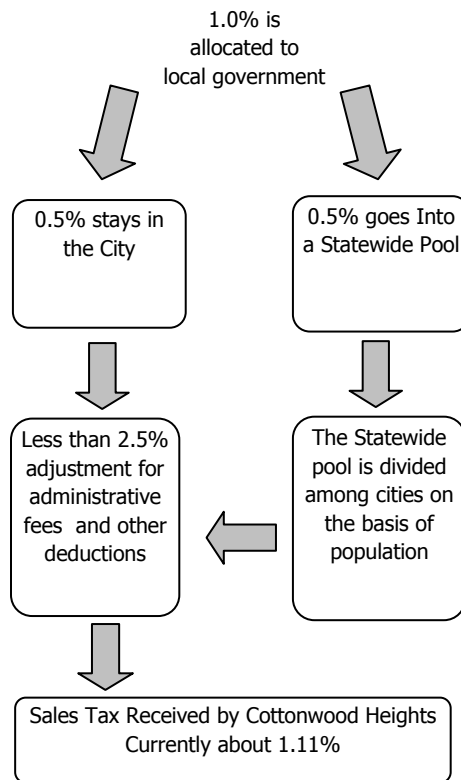 1.0% is
allocated to
local government
0.5% stays in
the City
0.5% goes Into
a Statewide Pool
Less than 2.5%
adjustment for
administrative
fees and other
deductions
The Statewide
pool is divided
among cities on
the basis of
population
Sales Tax Received by Cottonwood Heights
Currently about 1.11%